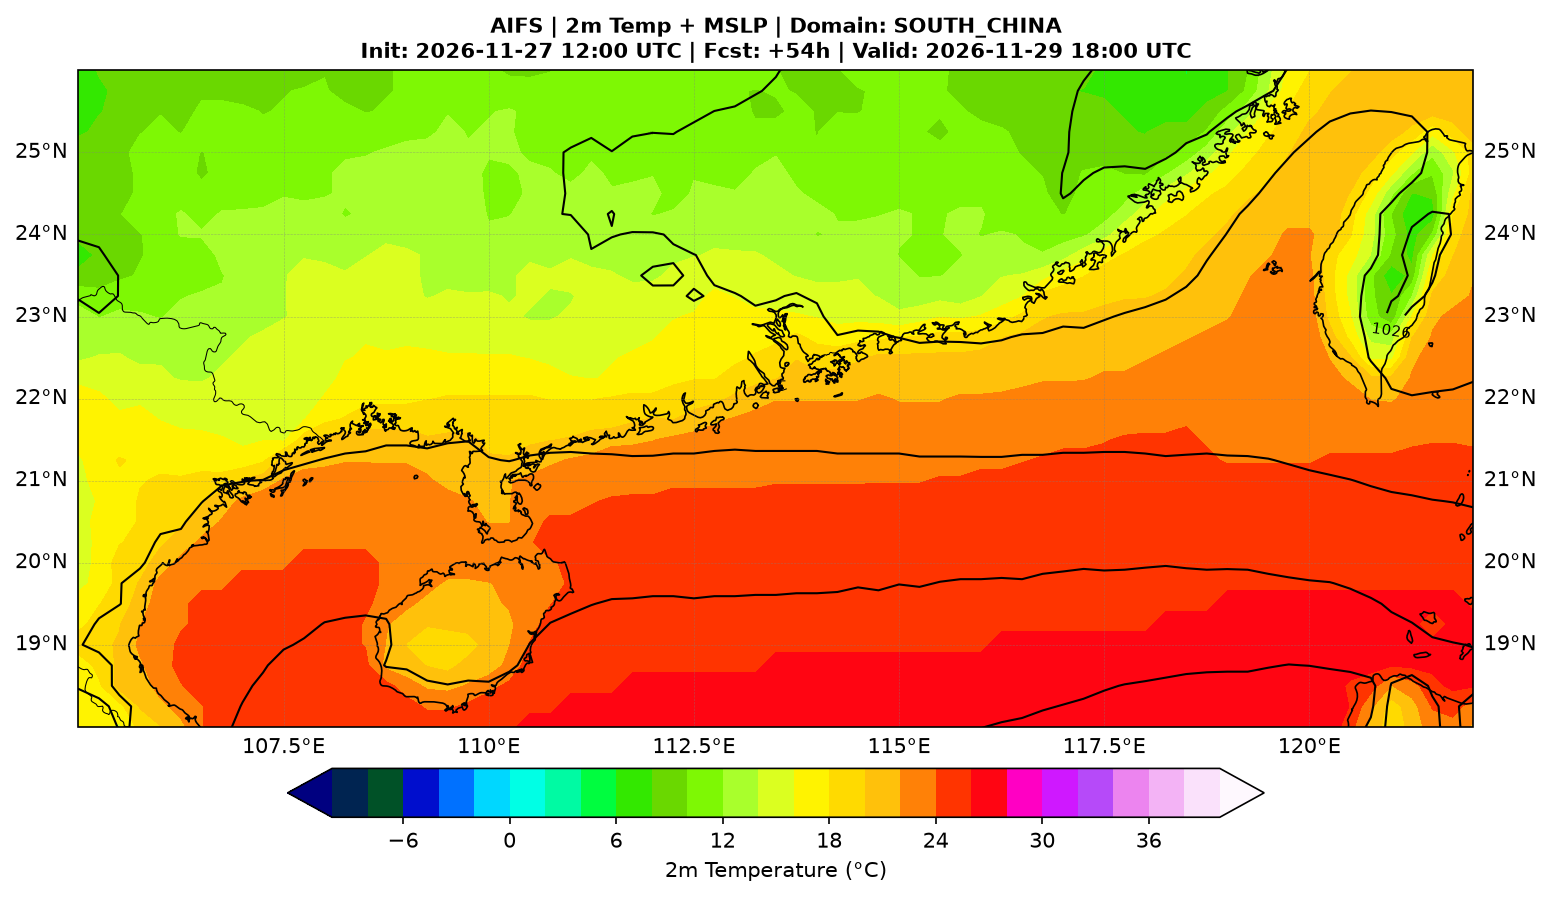 AIFS | 2m Temp + MSLP | Domain: SOUTH_CHINA
Init: 2026-11-27 12:00 UTC | Fcst: +54h | Valid: 2026-11-29 18:00 UTC
25°N 25°N
24°N 24°N
23°N 23°N
1026
22°N 22°N
21°N 21°N
20°N 20°N
19°N 19°N
107.5°E 110°E 112.5°E 115°E 117.5°E 120°E
−6 0 6 12 18 24 30 36
2m Temperature (°C)